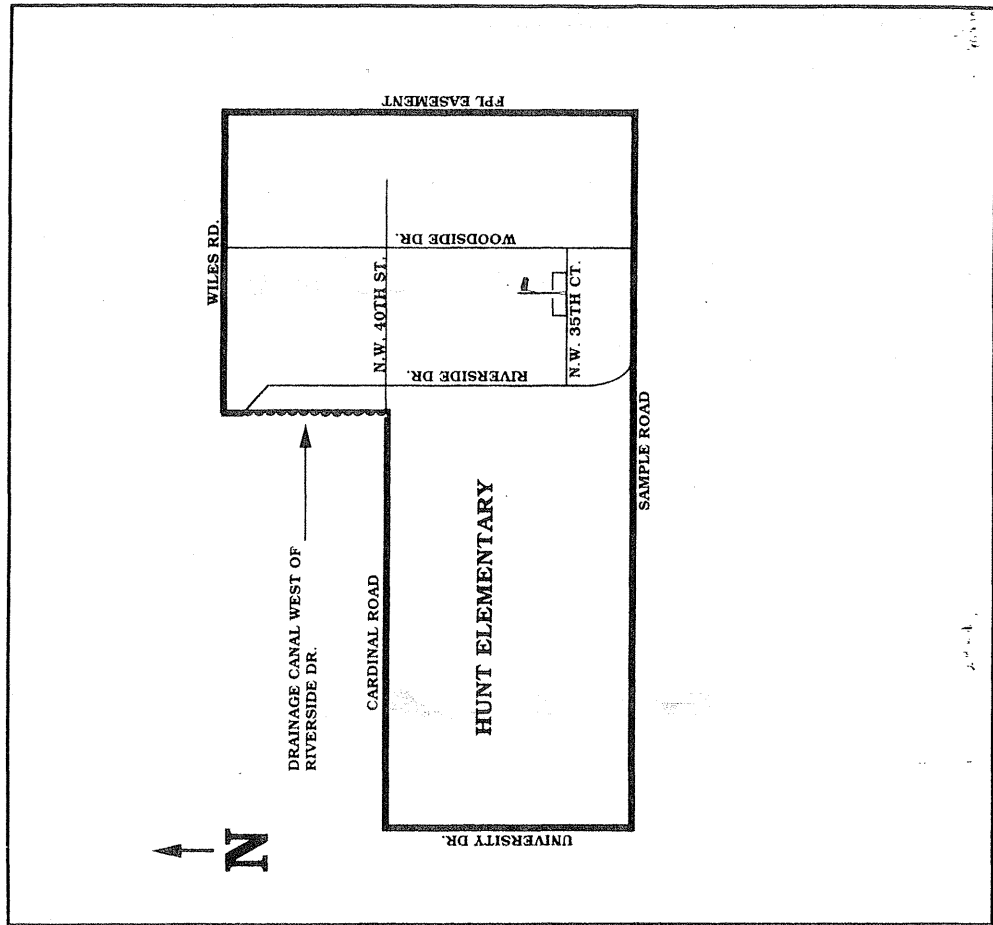 WILES RD.
FPL EASEMENT
WOODSIDE DR.
N.W. 40TH ST.
N.W. 35TH CT.
RIVERSIDE DR.
DRAINAGE CANAL WEST OF
RIVERSIDE DR.
CARDINAL ROAD
HUNT ELEMENTARY
SAMPLE ROAD
UNIVERSITY DR.
N